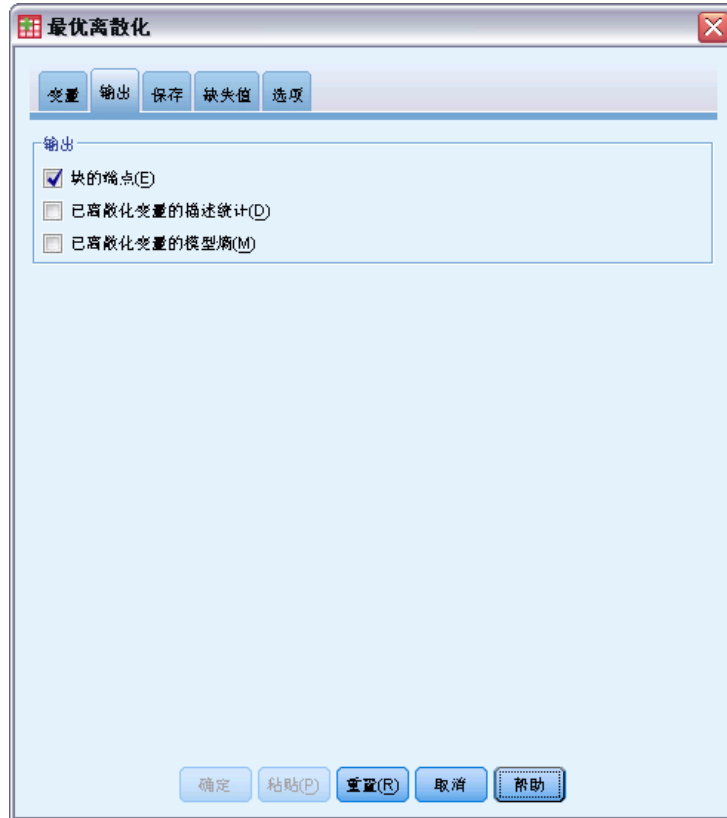 最优离散化
变量 输出 保存 缺失值 选项
输出
块的端点(E)
已离散化变量的描述统计(D)
已离散化变量的模型熵(M)
确定 粘贴(P) 重置(R) 取消 帮助